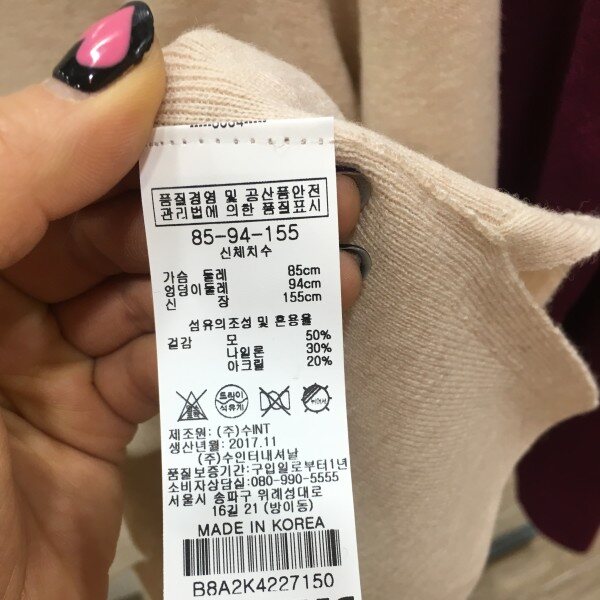 품질경영 및 공산품안전
관리법에 의한 품질표시
85-94-155
신체치수
가슴 둘레 85cm
엉덩이둘레 94cm
신 장 155cm
섬유의조성 및 혼용율
겉감 모 50%
나일론 30%
아크릴 20%
드라이
석유계
제조원: (주)수INT
생산년월: 2017.11
(주)수인터내셔날
품질보증기간: 구입일로부터1년
소비자상담실: 080-990-5555
서울시 송파구 위례성대로
16길 21 (방이동)
MADE IN KOREA
B8A2K4227150